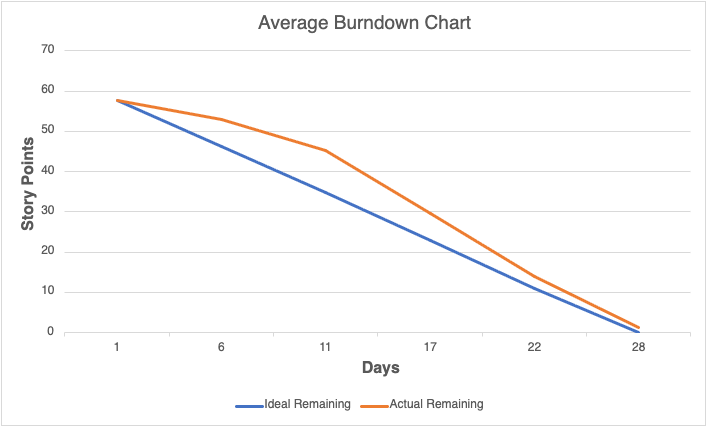 Average Burndown Chart
70
60
50
40
30
20
10
0
Story Points
1 6 11 17 22 28
Days
Ideal Remaining Actual Remaining